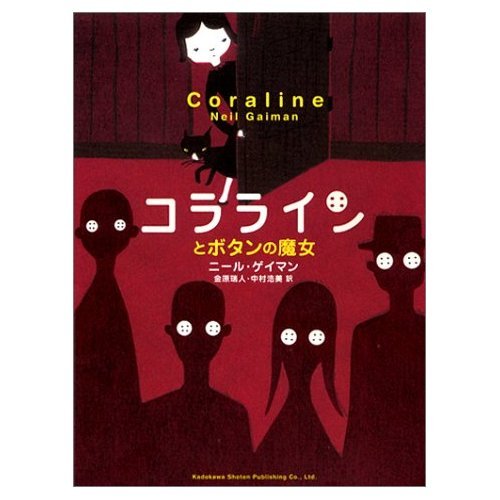 Coraline
Neil Gaiman
コラライン
とボタンの魔女
ニール・ゲイマン
金原瑞人・中村浩美 訳
Kadokawa Shoten Publishing Co., Ltd.